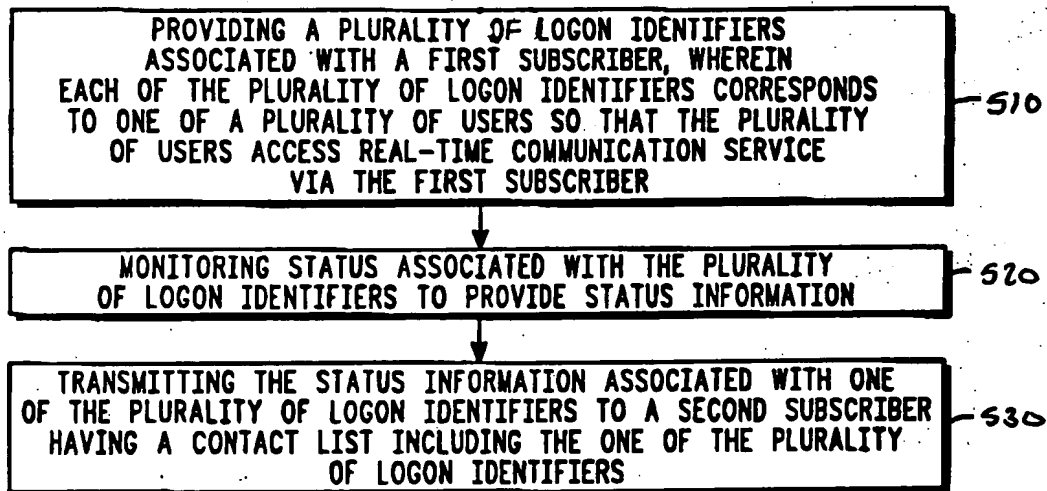 PROVIDING A PLURALITY OF LOGON IDENTIFIERS
ASSOCIATED WITH A FIRST SUBSCRIBER, WHEREIN
EACH OF THE PLURALITY OF LOGON IDENTIFIERS CORRESPONDS
TO ONE OF A PLURALITY OF USERS SO THAT THE PLURALITY
OF USERS ACCESS REAL-TIME COMMUNICATION SERVICE
VIA THE FIRST SUBSCRIBER
510
MONITORING STATUS ASSOCIATED WITH THE PLURALITY
OF LOGON IDENTIFIERS TO PROVIDE STATUS INFORMATION
520
TRANSMITTING THE STATUS INFORMATION ASSOCIATED WITH ONE
OF THE PLURALITY OF LOGON IDENTIFIERS TO A SECOND SUBSCRIBER
HAVING A CONTACT LIST INCLUDING THE ONE OF THE PLURALITY
OF LOGON IDENTIFIERS
530